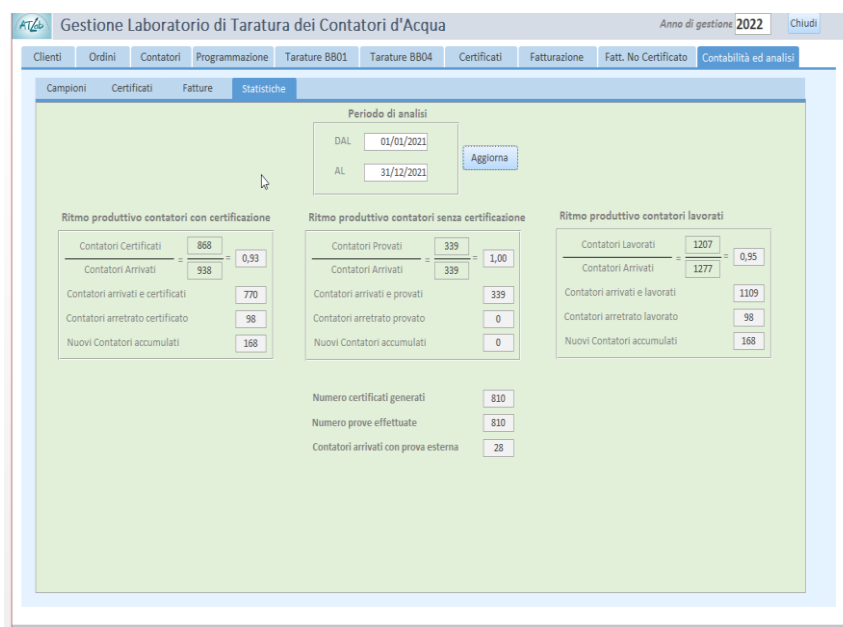 ATLab Gestione Laboratorio di Taratura dei Contatori d'Acqua Anno di gestione 2022 Chiudi
Clienti Ordini Contatori Programmazione Tarature BB01 Tarature BB04 Certificati Fatturazione Fatt. No Certificato Contabilità ed analisi
Campioni Certificati Fatture Statistiche
Periodo di analisi
DAL 01/01/2021
Aggiorna
AL 31/12/2021
Ritmo produttivo contatori con certificazione
Contatori Certificati 868
= = 0,93
Contatori Arrivati 938
Contatori arrivati e certificati 770
Contatori arretrato certificato 98
Nuovi Contatori accumulati 168
Ritmo produttivo contatori senza certificazione
Contatori Provati 339
= = 1,00
Contatori Arrivati 339
Contatori arrivati e provati 339
Contatori arretrato provato 0
Nuovi Contatori accumulati 0
Ritmo produttivo contatori lavorati
Contatori Lavorati 1207
= = 0,95
Contatori Arrivati 1277
Contatori arrivati e lavorati 1109
Contatori arretrato lavorato 98
Nuovi Contatori accumulati 168
Numero certificati generati 810
Numero prove effettuate 810
Contatori arrivati con prova esterna 28